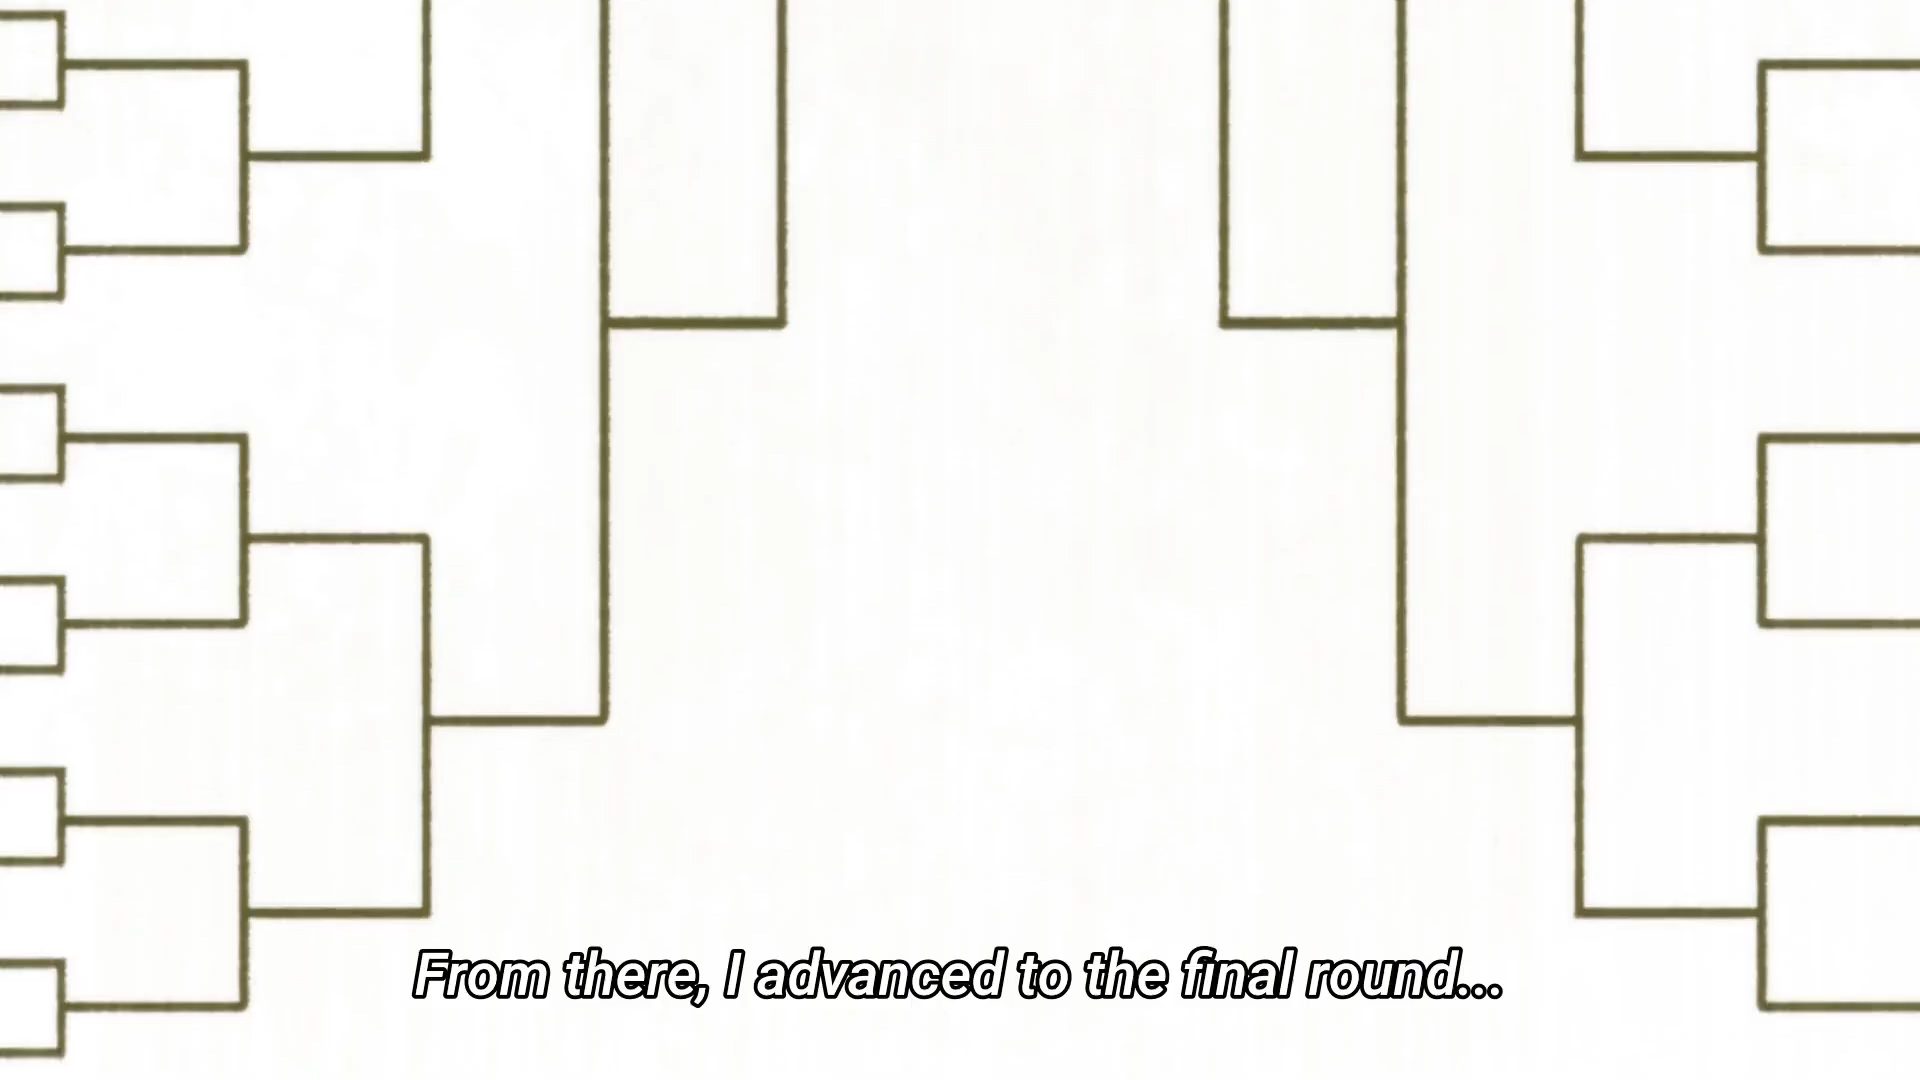 From there, I advanced to the final round...